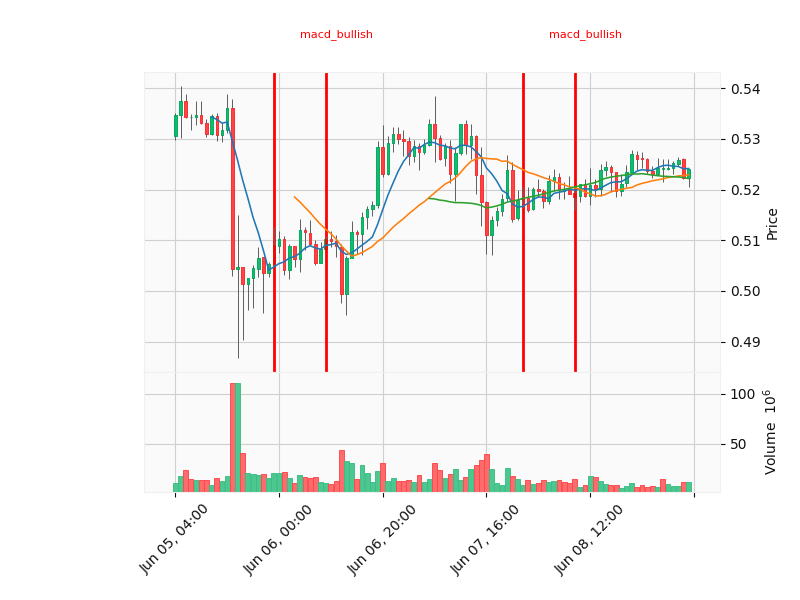 macd_bullish macd_bullish
0.54
0.53
0.52
0.51
0.50
0.49
Price
100
50
Volume 10^6
Jun 05, 04:00
Jun 06, 00:00
Jun 06, 20:00
Jun 07, 16:00
Jun 08, 12:00